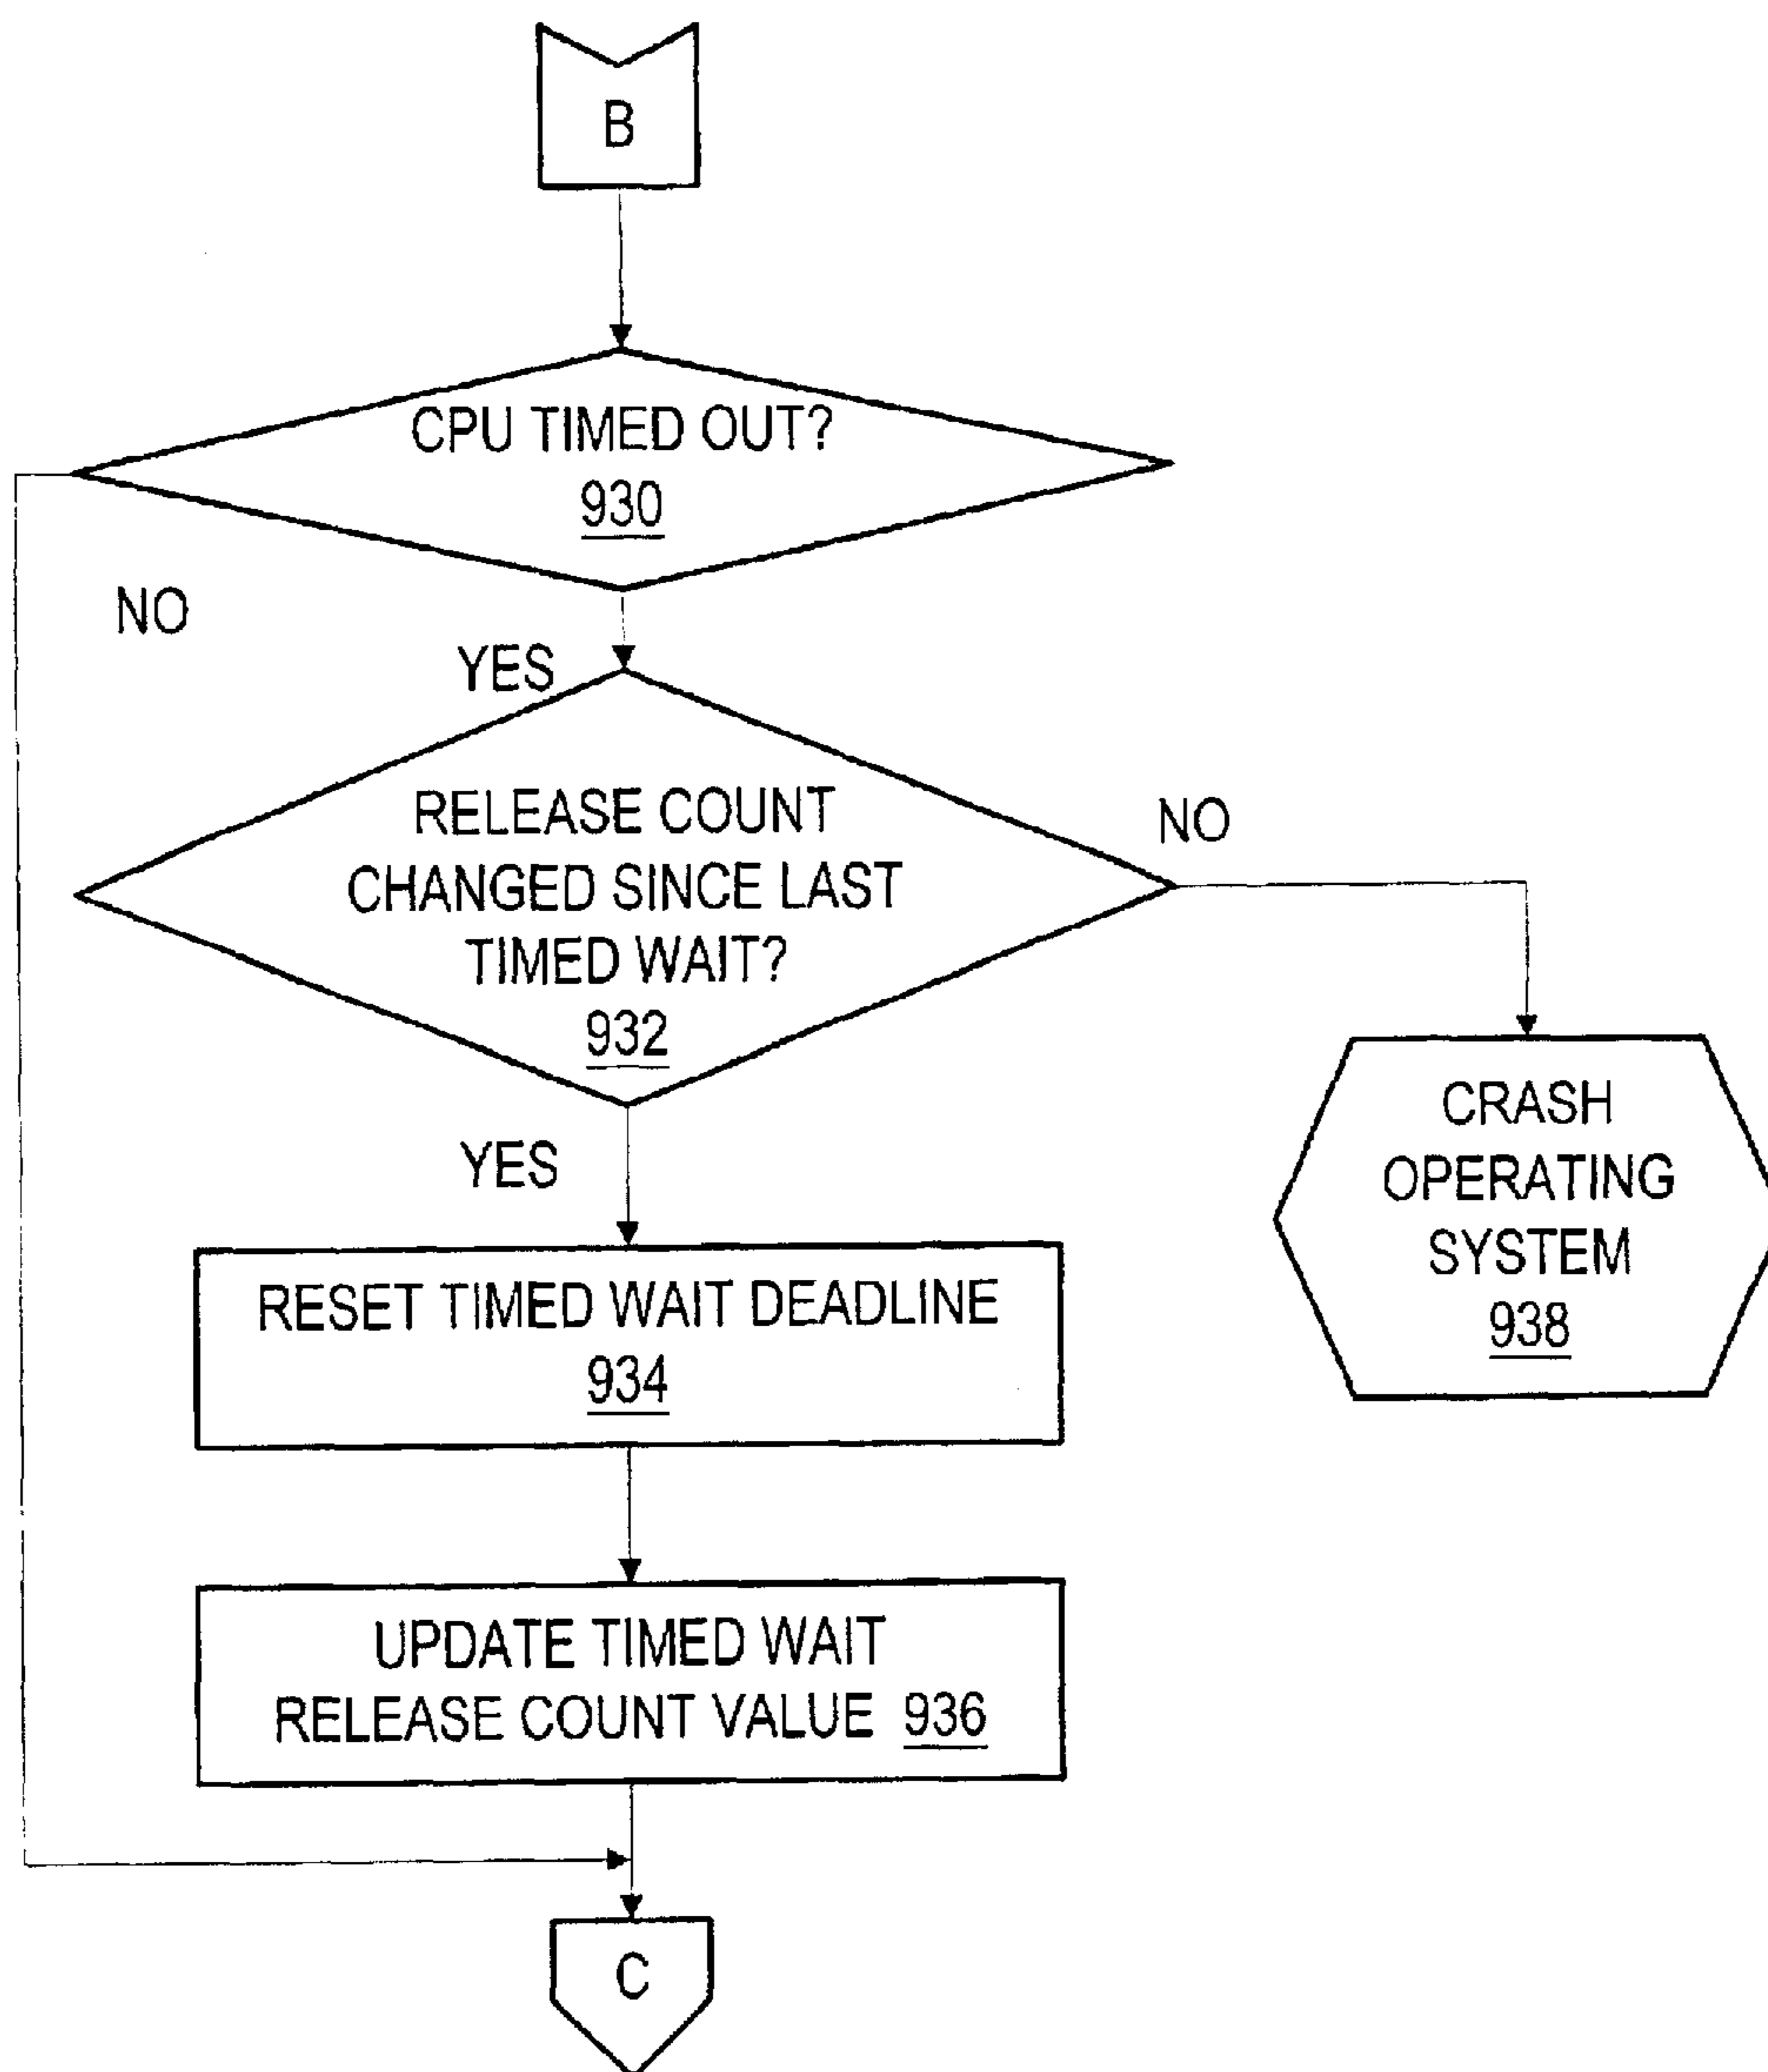 B
CPU TIMED OUT?
930
NO
YES
RELEASE COUNT
CHANGED SINCE LAST
TIMED WAIT?
932
NO
YES
CRASH
OPERATING
SYSTEM
938
RESET TIMED WAIT DEADLINE
934
UPDATE TIMED WAIT
RELEASE COUNT VALUE 936
C